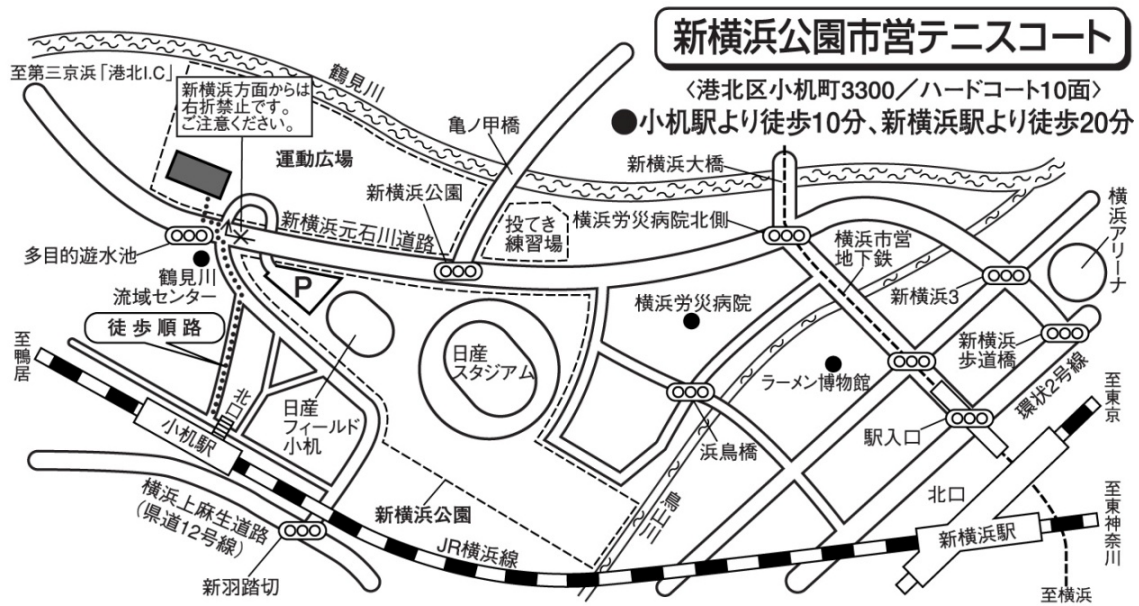 新横浜公園市営テニスコート
〈港北区小机町3300／ハードコート10面〉
●小机駅より徒歩10分、新横浜駅より徒歩20分
至第三京浜「港北I.C」
新横浜方面からは
右折禁止です。
ご注意ください。
鶴見川
亀ノ甲橋
運動広場
新横浜公園
新横浜元石川道路
投てき
練習場
新横浜大橋
横浜労災病院北側
横浜市営
地下鉄
横浜アリーナ
新横浜3
多目的遊水池
鶴見川
流域センター
P
徒歩順路
横浜労災病院
新横浜
歩道橋
至鴨居
日産
スタジアム
ラーメン博物館
環状2号線
至東京
北口
小机駅
日産
フィールド
小机
浜鳥橋
駅入口
鳥山川
横浜上麻生道路
(県道12号線)
新横浜公園
北口
新横浜駅
至東神奈川
JR横浜線
新羽踏切
至横浜